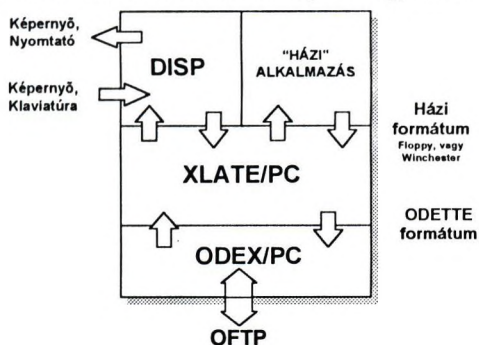 Képernyő,
Nyomtató
DISP
"HÁZI"
ALKALMAZÁS
Képernyő,
Klaviatúra
Házi
formátum
Floppy, vagy
Winchester
XLATE/PC
ODETTE
formátum
ODEX/PC
OFTP